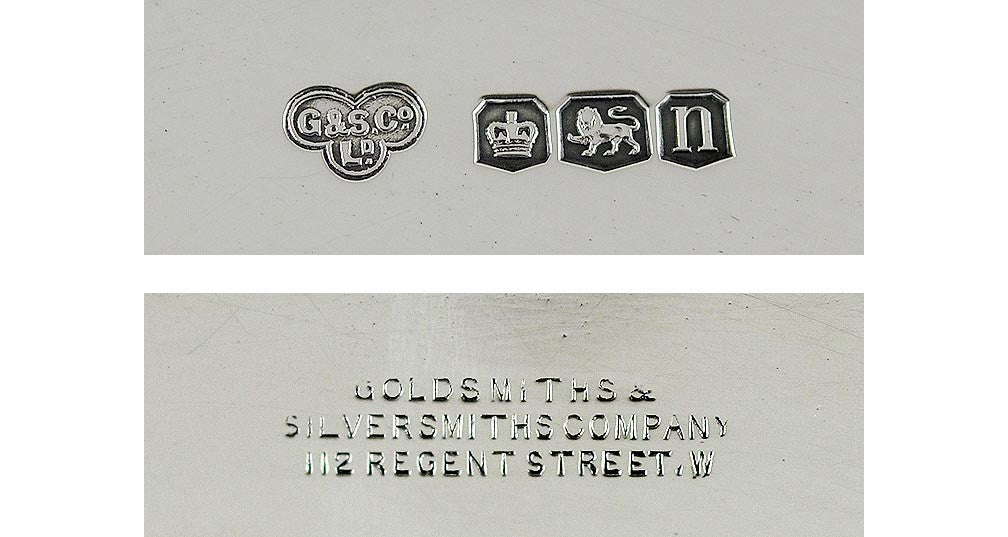 G&S.Co.
LD.
n
GOLDSMITHS &
SILVERSMITHS COMPANY
112 REGENT STREET. W